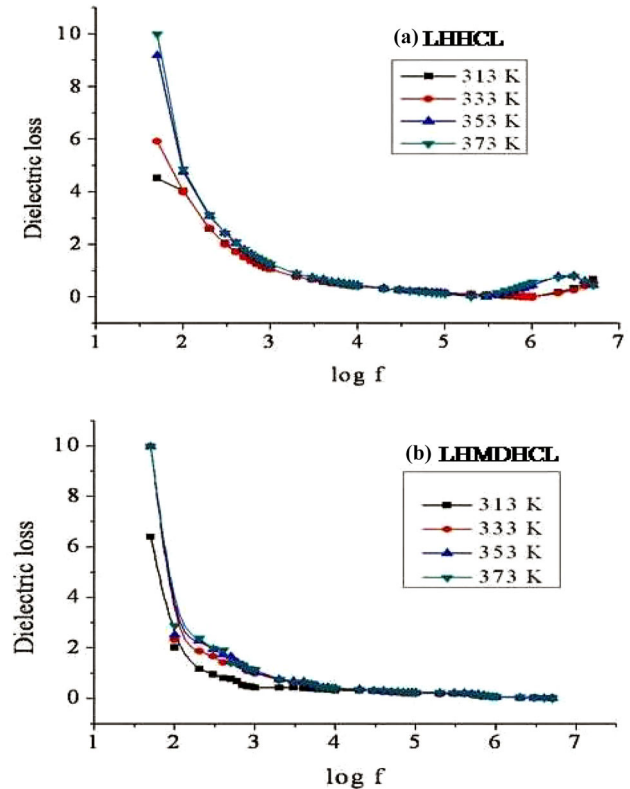 (a) LHHCL
313 K
333 K
353 K
373 K
Dielectric loss
10
8
6
4
2
0
1 2 3 4 5 6 7
log f
(b) LHMDHCL
313 K
333 K
353 K
373 K
Dielectric loss
10
8
6
4
2
0
1 2 3 4 5 6 7
log f